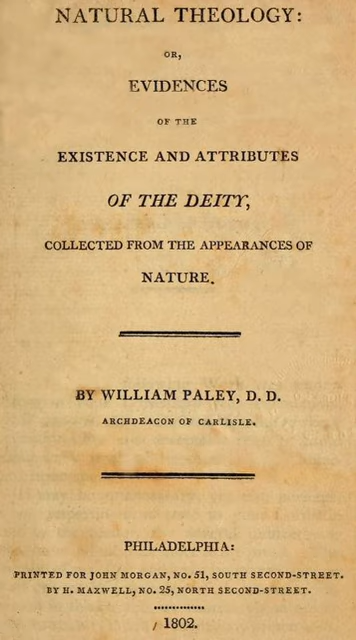 NATURAL THEOLOGY:
OR,
EVIDENCES
OF THE
EXISTENCE AND ATTRIBUTES
OF THE DEITY,
COLLECTED FROM THE APPEARANCES OF
NATURE.
BY WILLIAM PALEY, D. D.
ARCHDEACON OF CARLISLE.
PHILADELPHIA:
PRINTED FOR JOHN MORGAN, NO. 51, SOUTH SECOND-STREET.
BY H. MAXWELL, NO. 25, NORTH SECOND-STREET.
1802.